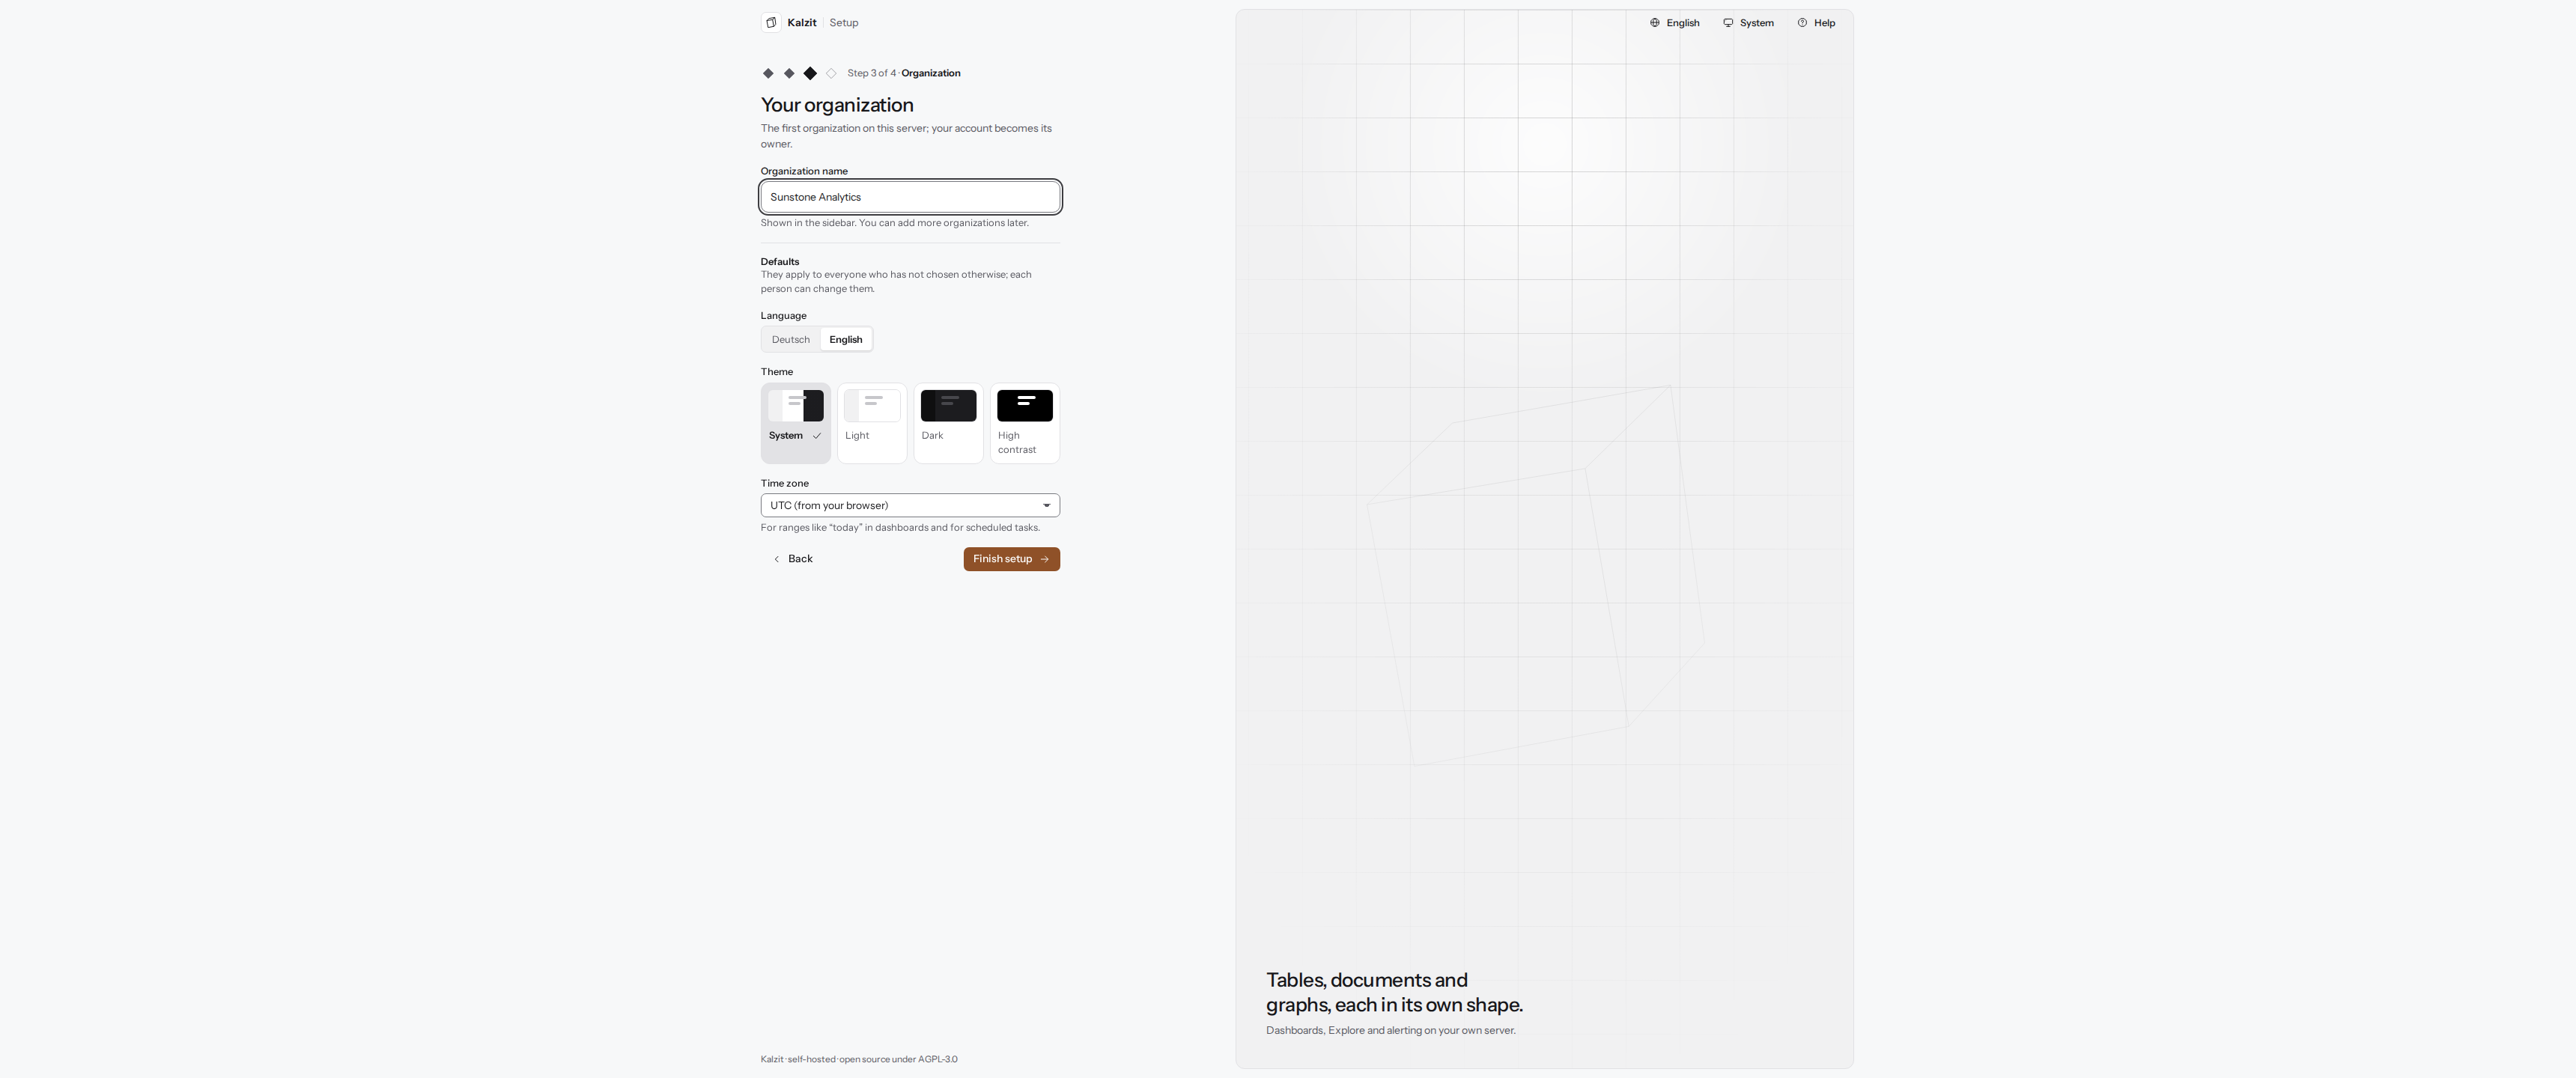 Kalzit | Setup
English
System
Help
Step 3 of 4 · Organization
Your organization
The first organization on this server; your account becomes its
owner.
Organization name
Sunstone Analytics
Shown in the sidebar. You can add more organizations later.
Defaults
They apply to everyone who has not chosen otherwise; each
person can change them.
Language
Deutsch
English
Theme
System
Light
Dark
High
contrast
Time zone
UTC (from your browser)
For ranges like “today” in dashboards and for scheduled tasks.
Back
Finish setup
Tables, documents and
graphs, each in its own shape.
Dashboards, Explore and alerting on your own server.
Kalzit · self-hosted · open source under AGPL-3.0